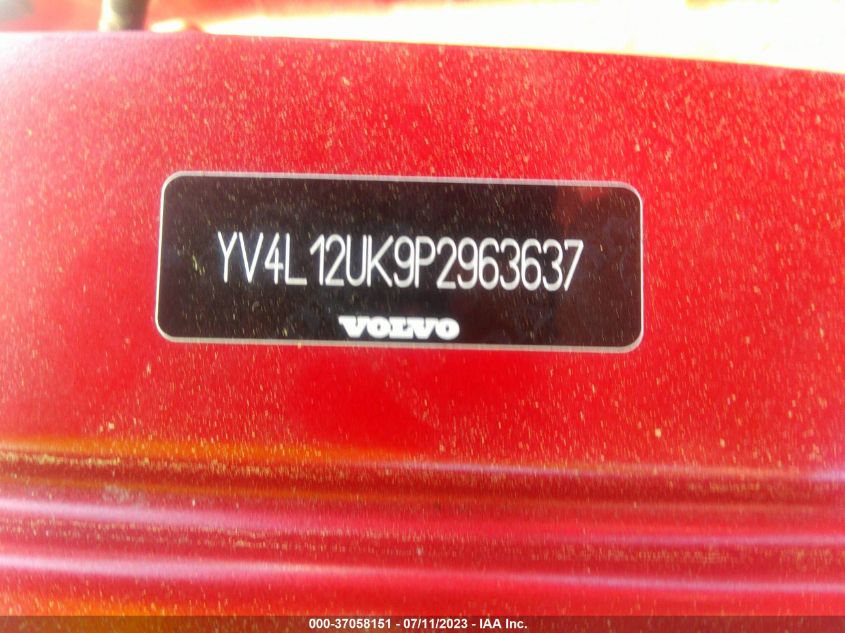 YV4L12UK9P2963637
VOLVO
000-37058151 - 07/11/2023 - IAA Inc.